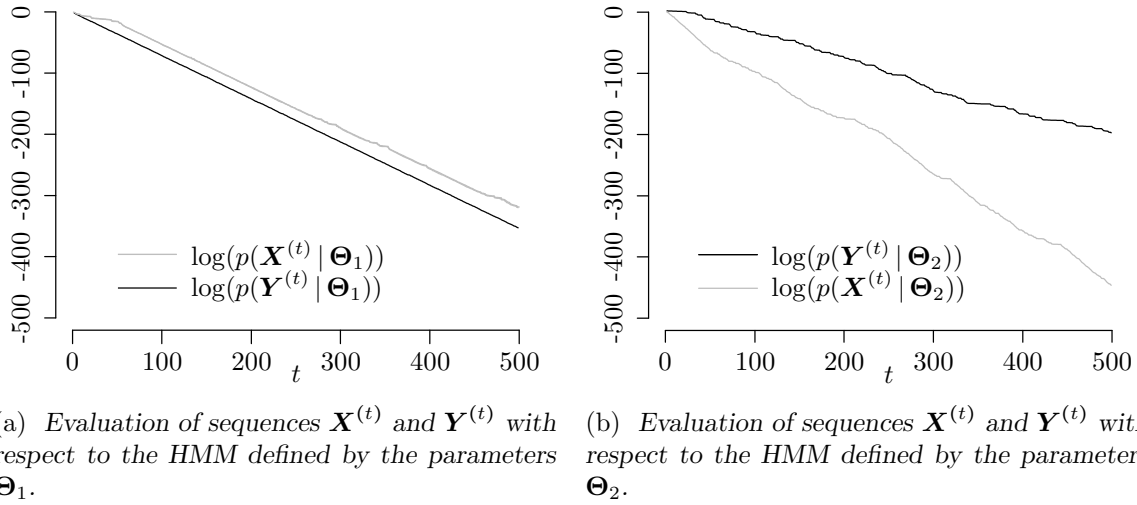 0
-100
-200
-300
-400
-500
log(p(X^(t) | Θ₁))
log(p(Y^(t) | Θ₁))
0 100 200 300 400 500
t
(a) Evaluation of sequences X^(t) and Y^(t) with
respect to the HMM defined by the parameters
Θ₁.
0
-100
-200
-300
-400
-500
log(p(Y^(t) | Θ₂))
log(p(X^(t) | Θ₂))
0 100 200 300 400 500
t
(b) Evaluation of sequences X^(t) and Y^(t) wit
respect to the HMM defined by the parameter
Θ₂.